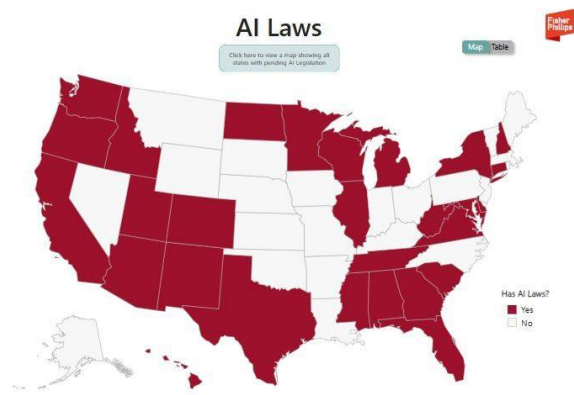 AI Laws
Click here to view a map showing all
states with pending AI Legislation
Map Table
Fisher
Phillips
Has AI Laws?
Yes
No